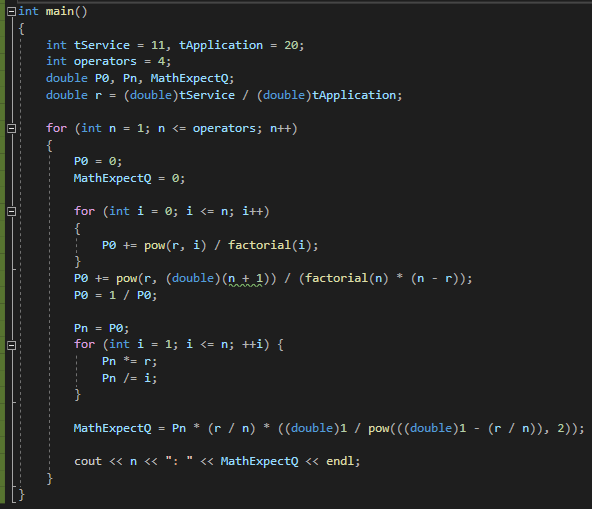 int main()
{
int tService = 11, tApplication = 20;
int operators = 4;
double P0, Pn, MathExpectQ;
double r = (double)tService / (double)tApplication;
for (int n = 1; n <= operators; n++)
{
P0 = 0;
MathExpectQ = 0;
for (int i = 0; i <= n; i++)
{
P0 += pow(r, i) / factorial(i);
}
P0 += pow(r, (double)(n + 1)) / (factorial(n) * (n - r));
P0 = 1 / P0;
Pn = P0;
for (int i = 1; i <= n; ++i) {
Pn *= r;
Pn /= i;
}
MathExpectQ = Pn * (r / n) * ((double)1 / pow(((double)1 - (r / n)), 2));
cout << n << ": " << MathExpectQ << endl;
}
}